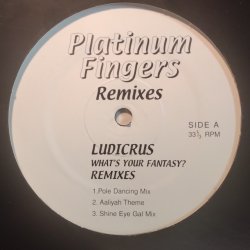 Platinum
Fingers
Remixes
SIDE A
33⅓ RPM
LUDICRUS
WHAT'S YOUR FANTASY?
REMIXES
1.Pole Dancing Mix
2. Aaliyah Theme
3. Shine Eye Gal Mix